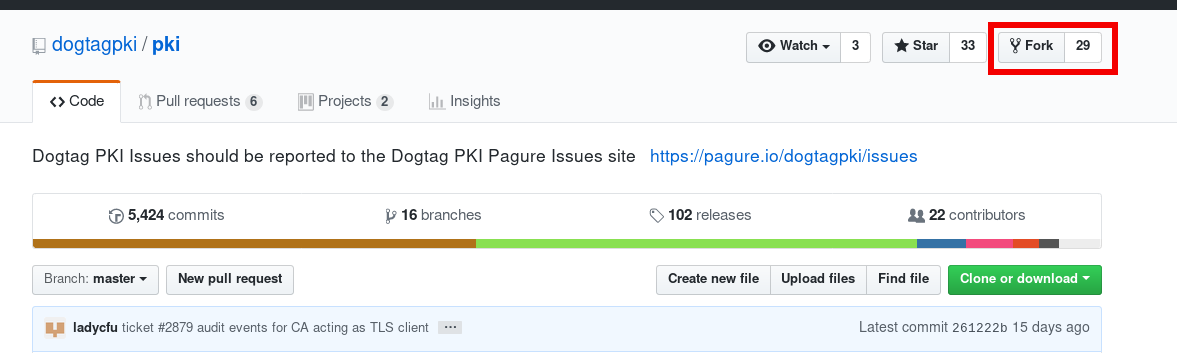 dogtagpki / pki
Watch 3 Star 33 Fork 29
Code Pull requests 6 Projects 2 Insights
Dogtag PKI Issues should be reported to the Dogtag PKI Pagure Issues site https://pagure.io/dogtagpki/issues
5,424 commits 16 branches 102 releases 22 contributors
Branch: master New pull request Create new file Upload files Find file Clone or download
ladycfu ticket #2879 audit events for CA acting as TLS client ... Latest commit 261222b 15 days ago